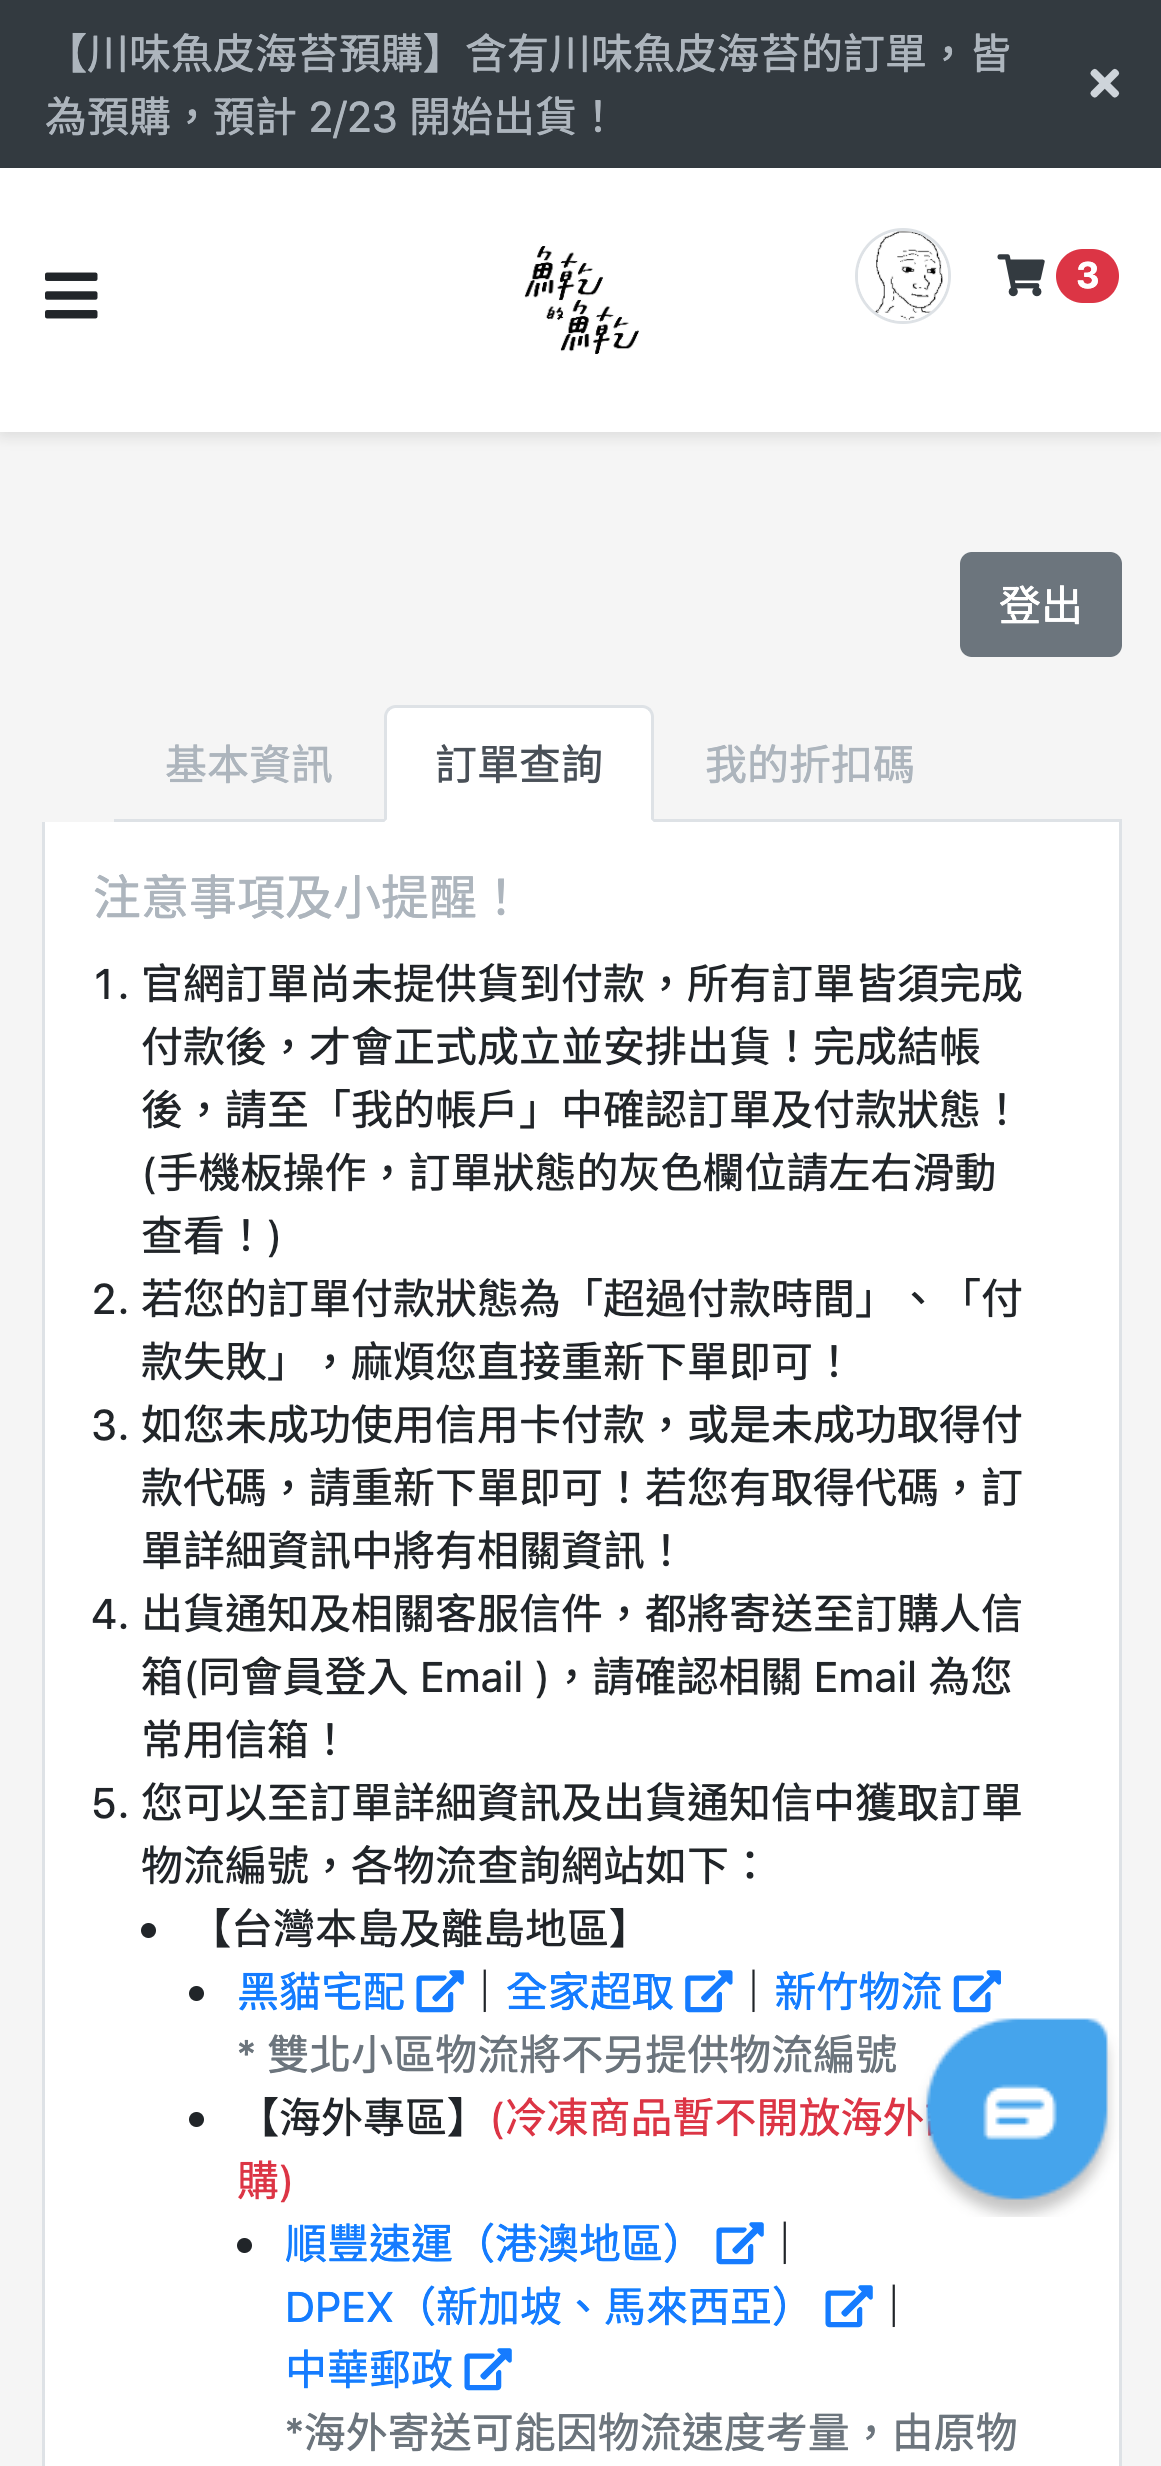 【川味魚皮海苔預購】含有川味魚皮海苔的訂單，皆
為預購，預計 2/23 開始出貨！
魚乾
的魚乾
3
登出
基本資訊
訂單查詢
我的折扣碼
注意事項及小提醒！
1. 官網訂單尚未提供貨到付款，所有訂單皆須完成
付款後，才會正式成立並安排出貨！完成結帳
後，請至「我的帳戶」中確認訂單及付款狀態！
(手機板操作，訂單狀態的灰色欄位請左右滑動
查看！)
2. 若您的訂單付款狀態為「超過付款時間」、「付
款失敗」，麻煩您直接重新下單即可！
3. 如您未成功使用信用卡付款，或是未成功取得付
款代碼，請重新下單即可！若您有取得代碼，訂
單詳細資訊中將有相關資訊！
4. 出貨通知及相關客服信件，都將寄送至訂購人信
箱(同會員登入 Email )，請確認相關 Email 為您
常用信箱！
5. 您可以至訂單詳細資訊及出貨通知信中獲取訂單
物流編號，各物流查詢網站如下：
• 【台灣本島及離島地區】
• 黑貓宅配｜全家超取｜新竹物流
* 雙北小區物流將不另提供物流編號
• 【海外專區】(冷凍商品暫不開放海外
購)
• 順豐速運（港澳地區）｜
DPEX（新加坡、馬來西亞）｜
中華郵政
*海外寄送可能因物流速度考量，由原物